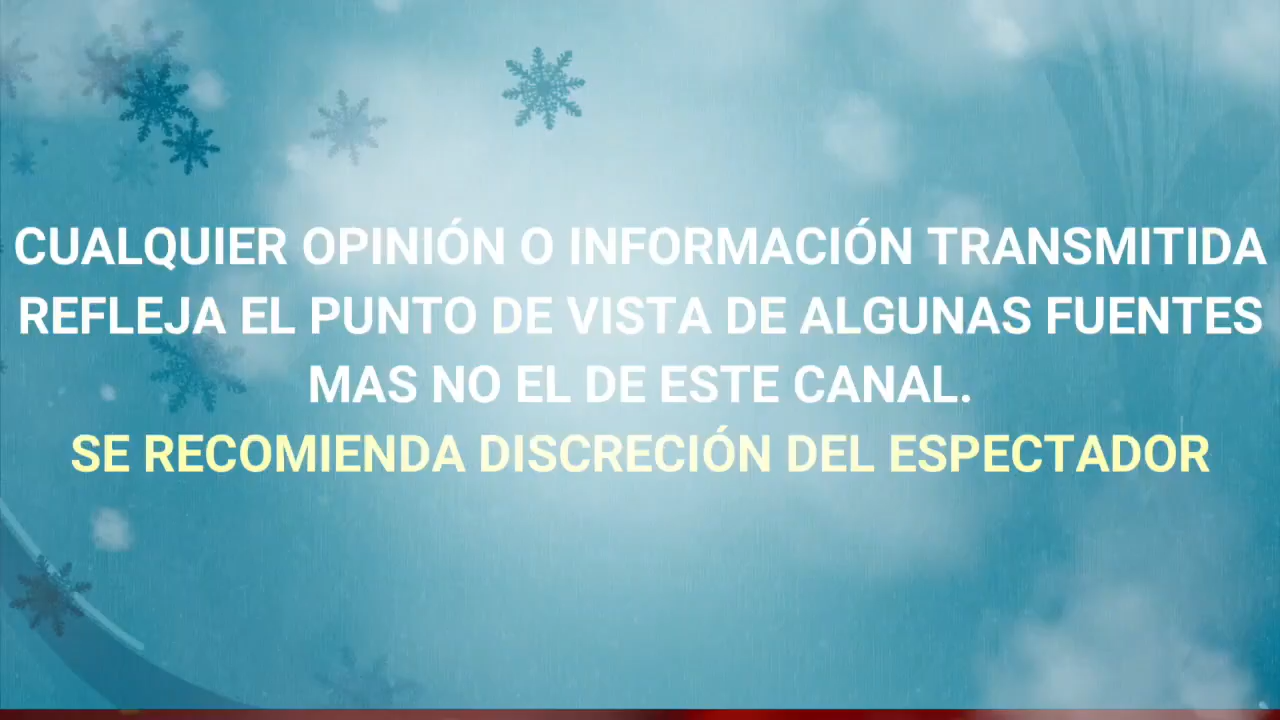 CUALQUIER OPINIÓN O INFORMACIÓN TRANSMITIDA
REFLEJA EL PUNTO DE VISTA DE ALGUNAS FUENTES
MAS NO EL DE ESTE CANAL.
SE RECOMIENDA DISCRECIÓN DEL ESPECTADOR